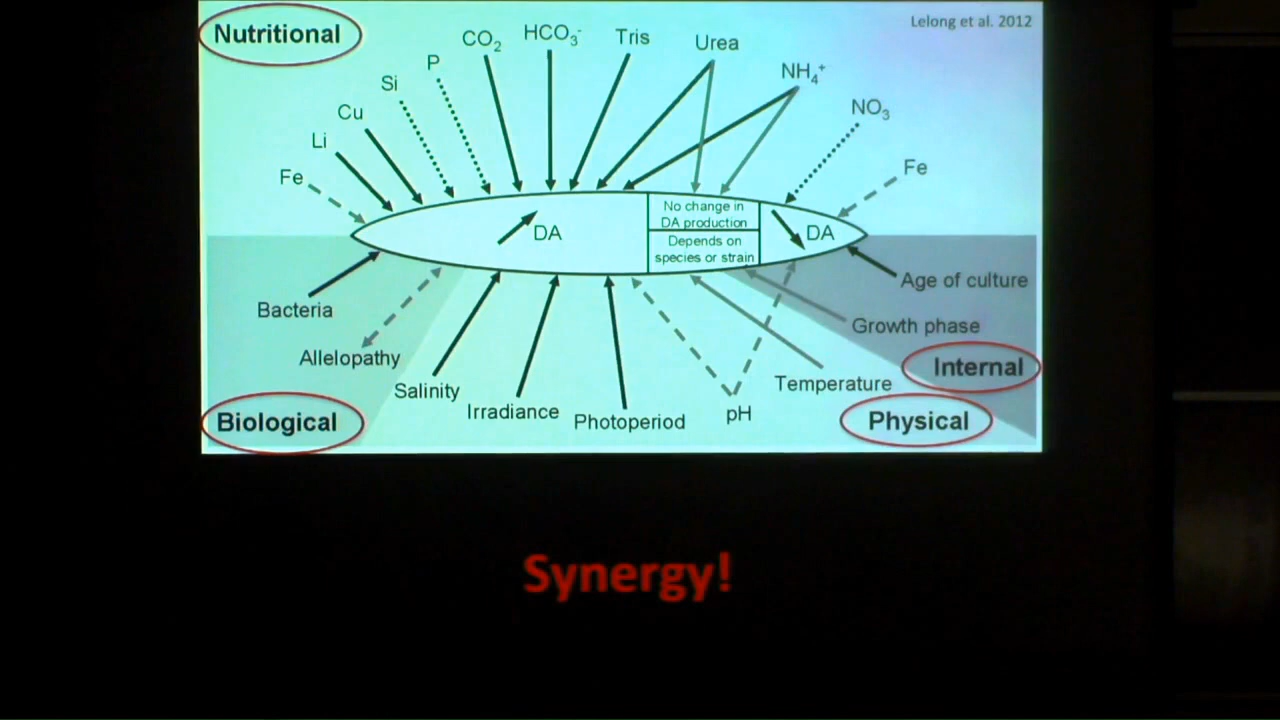 Nutritional
Lelong et al. 2012
CO₂
HCO₃⁻
Tris
Urea
NH₄⁺
P
Si
NO₃
Cu
Li
Fe
Fe
DA
No change in
DA production
Depends on
species or strain
DA
Age of culture
Bacteria
Growth phase
Allelopathy
Internal
Salinity
Temperature
Irradiance
pH
Photoperiod
Biological
Physical
Synergy!